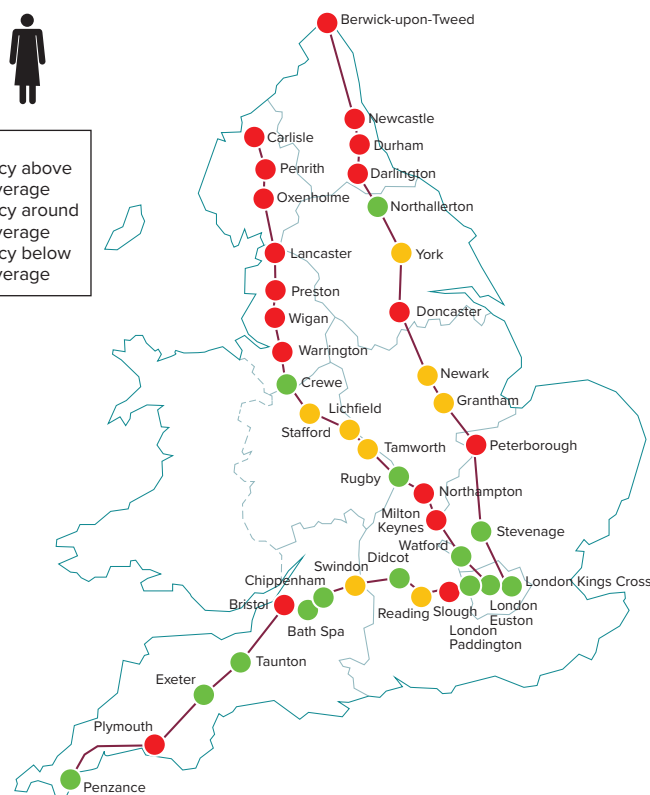 cy above
verage
cy around
verage
cy below
verage
Berwick-upon-Tweed
Newcastle
Carlisle
Durham
Penrith
Darlington
Oxenholme
Northallerton
Lancaster
York
Preston
Doncaster
Wigan
Warrington
Newark
Crewe
Grantham
Lichfield
Stafford
Tamworth
Peterborough
Rugby
Northampton
Milton
Keynes
Stevenage
Watford
Didcot
Swindon
Chippenham
London Kings Cross
Bristol
Reading
Slough
London
Euston
Bath Spa
London
Paddington
Taunton
Exeter
Plymouth
Penzance